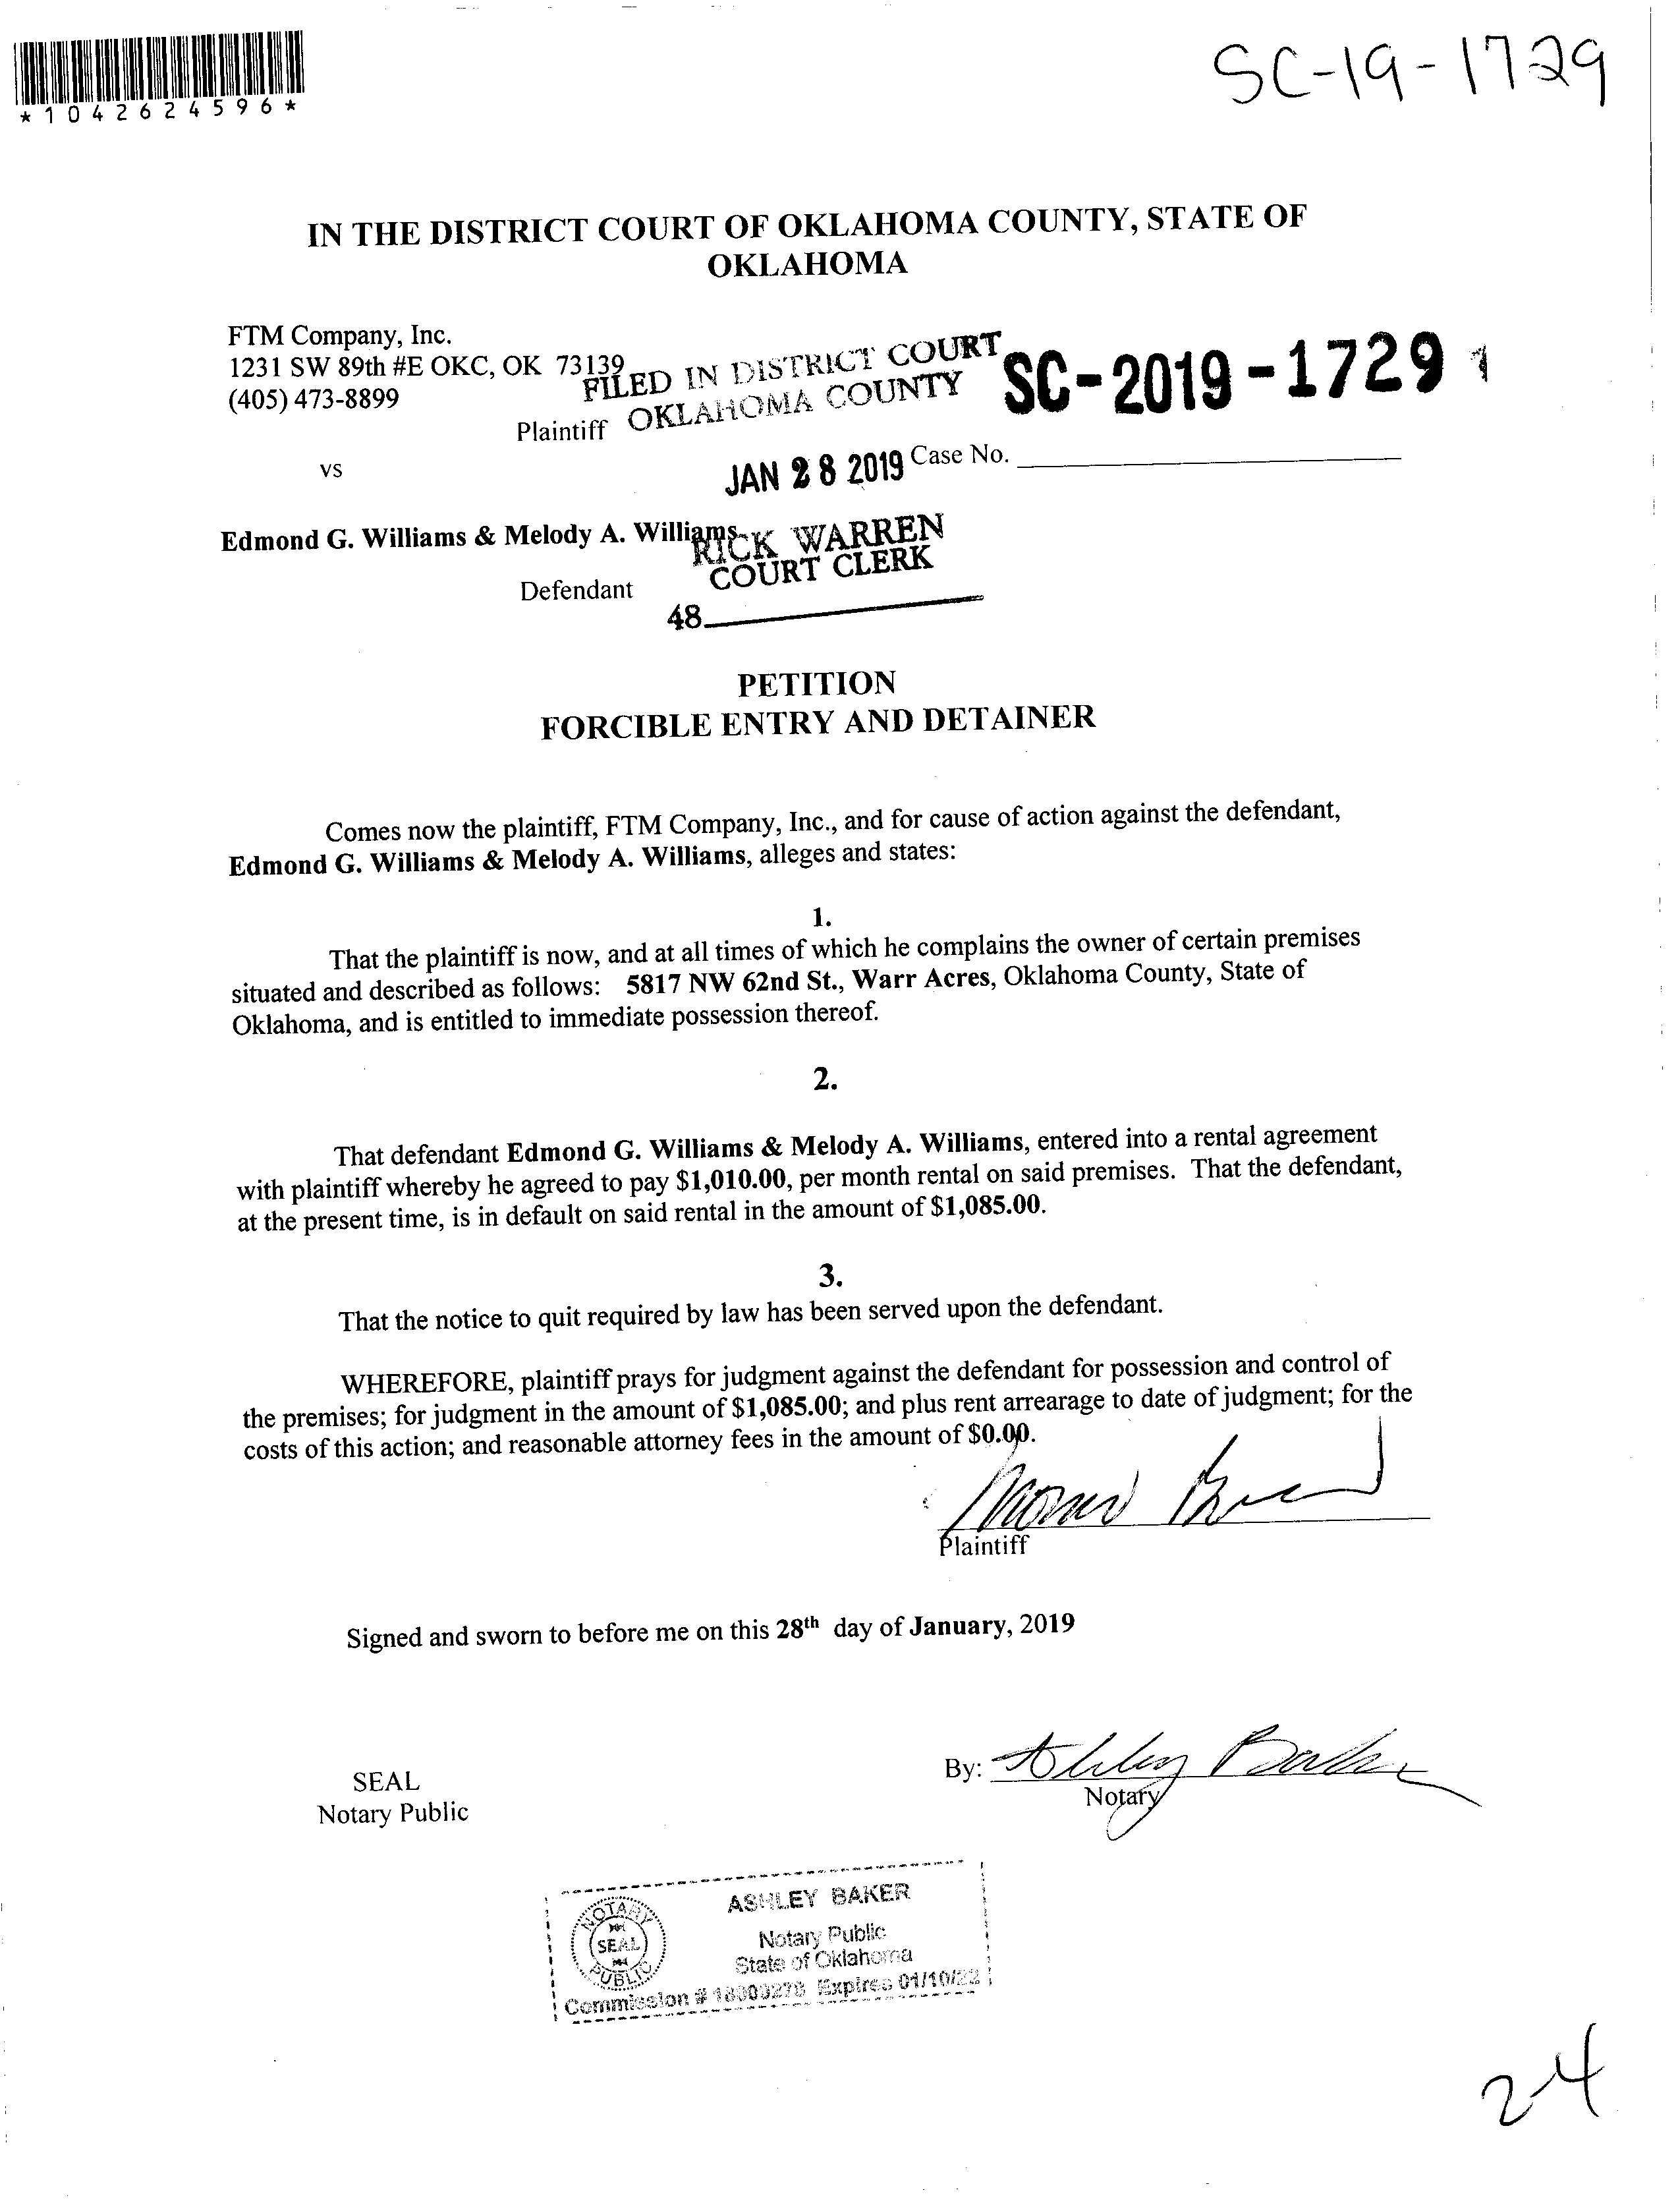 *1042624596*
SC-19-1729
IN THE DISTRICT COURT OF OKLAHOMA COUNTY, STATE OF
OKLAHOMA
FTM Company, Inc.
1231 SW 89th #E OKC, OK 73139
(405) 473-8899
Plaintiff
FILED IN DISTRICT COURT
OKLAHOMA COUNTY
SC-2019-1729
vs
JAN 28 2019
Case No.
Edmond G. Williams & Melody A. Williams
RICK WARREN
COURT CLERK
Defendant
48
PETITION
FORCIBLE ENTRY AND DETAINER
Comes now the plaintiff, FTM Company, Inc., and for cause of action against the defendant,
Edmond G. Williams & Melody A. Williams, alleges and states:
1.
That the plaintiff is now, and at all times of which he complains the owner of certain premises
situated and described as follows: 5817 NW 62nd St., Warr Acres, Oklahoma County, State of
Oklahoma, and is entitled to immediate possession thereof.
2.
That defendant Edmond G. Williams & Melody A. Williams, entered into a rental agreement
with plaintiff whereby he agreed to pay $1,010.00, per month rental on said premises. That the defendant,
at the present time, is in default on said rental in the amount of $1,085.00.
3.
That the notice to quit required by law has been served upon the defendant.
WHEREFORE, plaintiff prays for judgment against the defendant for possession and control of
the premises; for judgment in the amount of $1,085.00; and plus rent arrearage to date of judgment; for the
costs of this action; and reasonable attorney fees in the amount of $0.00.
Plaintiff
Signed and sworn to before me on this 28th day of January, 2019
By: Ashley Baker
Notary
SEAL
Notary Public
NOTARY
SEAL
PUBLIC
ASHLEY BAKER
Notary Public
State of Oklahoma
Commission # 18000278 Expires 01/10/22
24